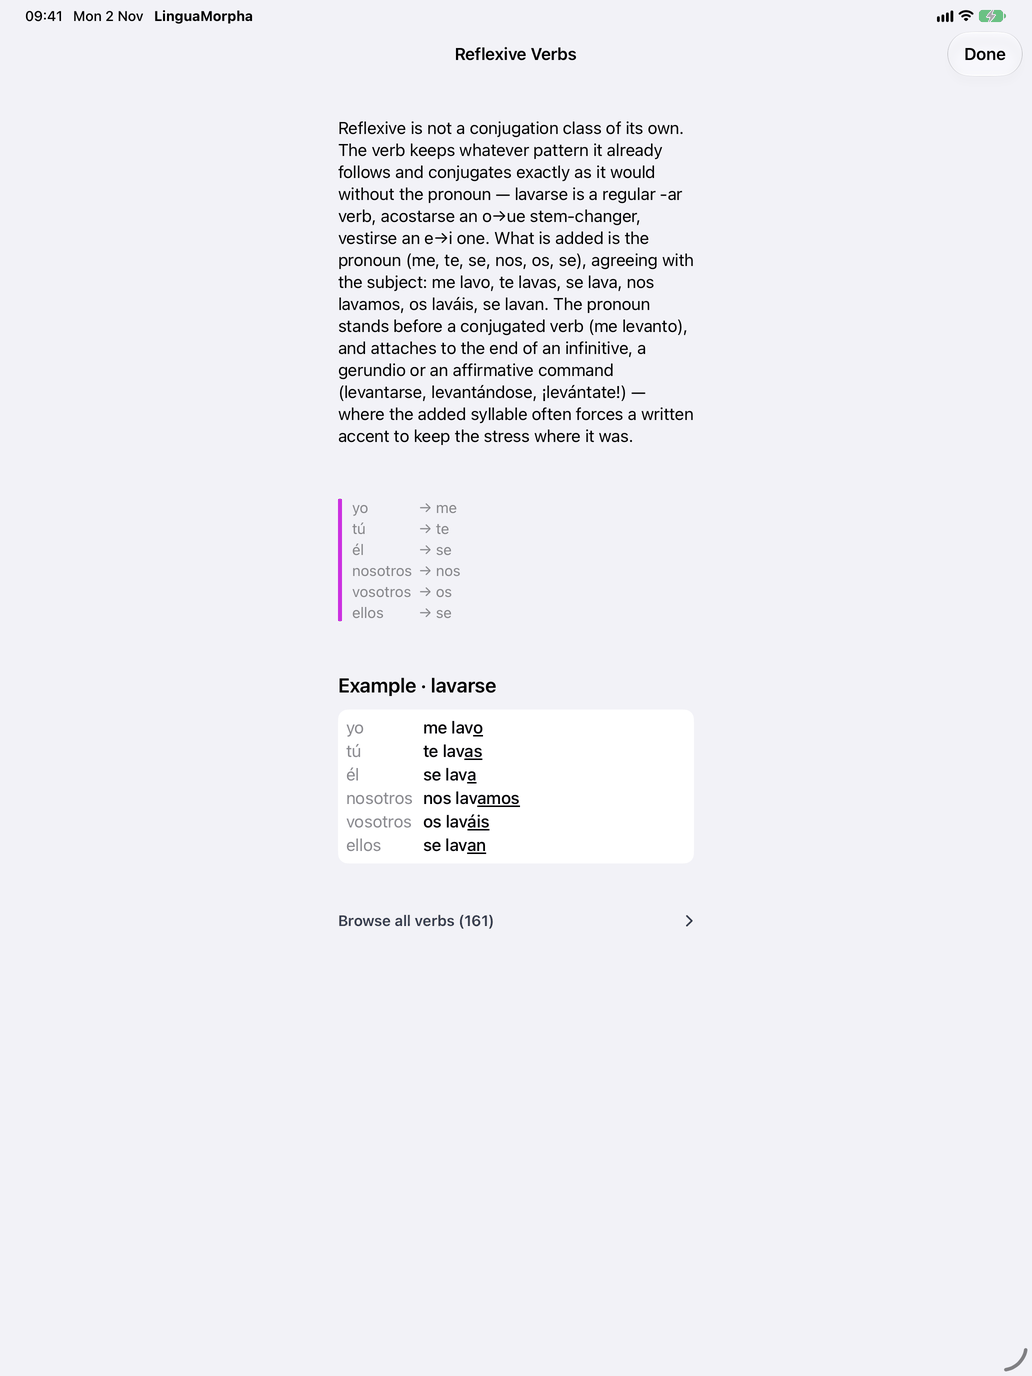 09:41 Mon 2 Nov LinguaMorpha
Reflexive Verbs
Done
Reflexive is not a conjugation class of its own.
The verb keeps whatever pattern it already
follows and conjugates exactly as it would
without the pronoun — lavarse is a regular -ar
verb, acostarse an o→ue stem-changer,
vestirse an e→i one. What is added is the
pronoun (me, te, se, nos, os, se), agreeing with
the subject: me lavo, te lavas, se lava, nos
lavamos, os laváis, se lavan. The pronoun
stands before a conjugated verb (me levanto),
and attaches to the end of an infinitive, a
gerundio or an affirmative command
(levantarse, levantándose, ¡levántate!) —
where the added syllable often forces a written
accent to keep the stress where it was.
yo → me
tú → te
él → se
nosotros → nos
vosotros → os
ellos → se
Example · lavarse
yo me lavo
tú te lavas
él se lava
nosotros nos lavamos
vosotros os laváis
ellos se lavan
Browse all verbs (161)